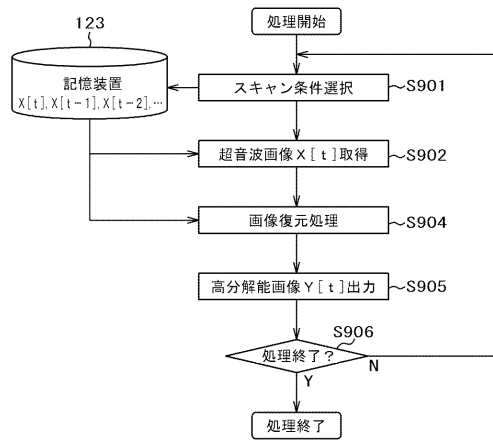 処理開始
123
記憶装置
X[t],X[t−1],X[t−2],…
スキャン条件選択
S901
超音波画像X[t]取得
S902
画像復元処理
S904
高分解能画像Y[t]出力
S905
S906
処理終了?
N
Y
処理終了